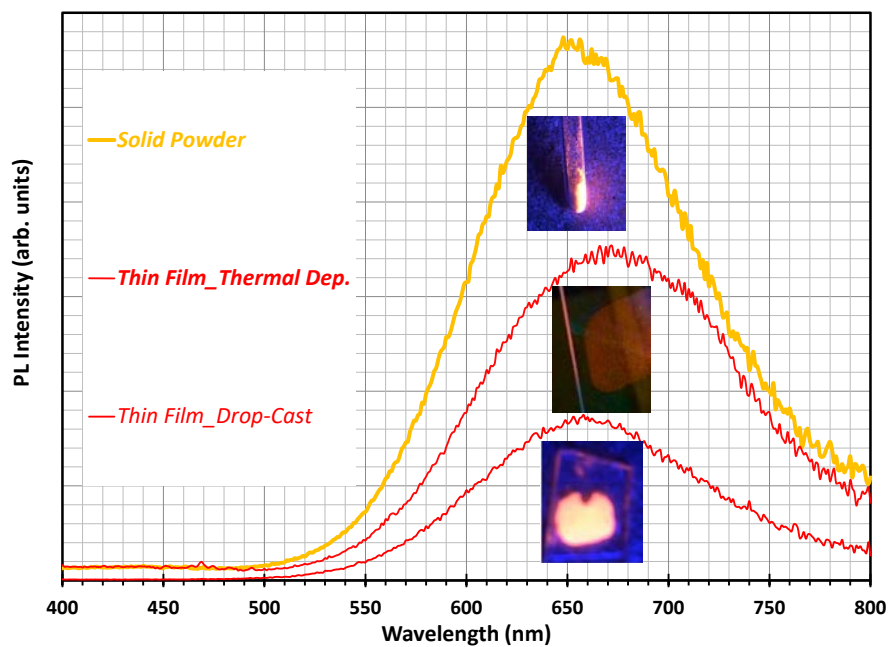 Solid Powder
Thin Film_Thermal Dep.
Thin Film_Drop-Cast
PL Intensity (arb. units)
400 450 500 550 600 650 700 750 800
Wavelength (nm)